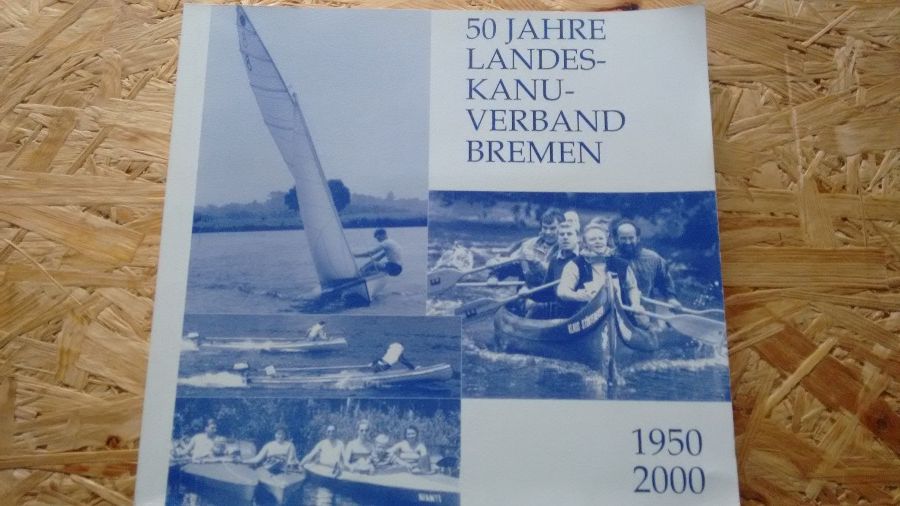 50 JAHRE
LANDES-
KANU-
VERBAND
BREMEN
E
E
1950
2000